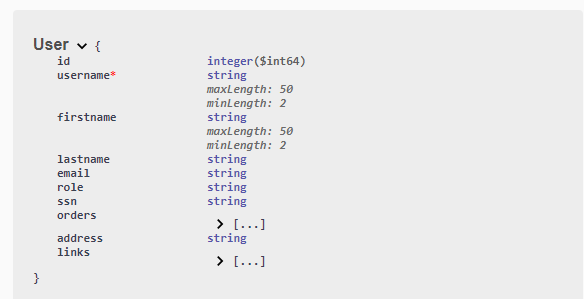 User {
id integer($int64)
username* string
maxLength: 50
minLength: 2
firstname string
maxLength: 50
minLength: 2
lastname string
email string
role string
ssn string
orders
[...]
address string
links
[...]
}